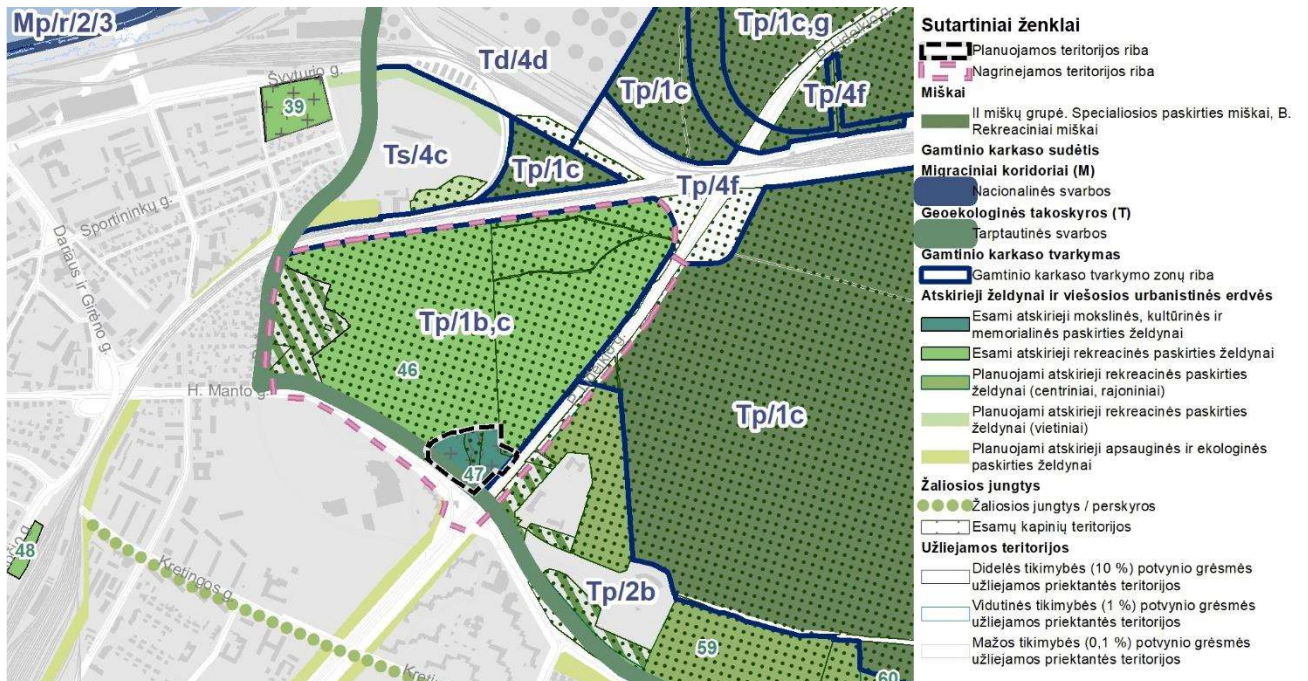 Mp/r/2/3
Td/4d
Tp/1c,g
P. Lideikio g.
Švyturio g.
39
Tp/1c
Tp/4f
Ts/4c
Tp/1c
Tp/4f
Sportininkų g.
Dariaus ir Girėno g.
Tp/1b,c
46
P. Lideikio g.
H. Manto g.
Tp/1c
47
48
Kretingos g.
Tp/2b
59
Kretingos g.
60
Sutartiniai ženklai
Planuojamos teritorijos riba
Nagrinėjamos teritorijos riba
Miškai
II miškų grupė. Specialiosios paskirties miškai, B.
Rekreaciniai miškai
Gamtinio karkaso sudėtis
Migraciniai koridoriai (M)
Nacionalinės svarbos
Geoekologinės takoskyros (T)
Tarptautinės svarbos
Gamtinio karkaso tvarkymas
Gamtinio karkaso tvarkymo zonų riba
Atskirieji želdynai ir viešosios urbanistinės erdvės
Esami atskirieji mokslinės, kultūrinės ir
memorialinės paskirties želdynai
Esami atskirieji rekreacinės paskirties želdynai
Planuojami atskirieji rekreacinės paskirties
želdynai (centriniai, rajoniniai)
Planuojami atskirieji rekreacinės paskirties
želdynai (vietiniai)
Planuojami atskirieji apsauginės ir ekologinės
paskirties želdynai
Žaliosios jungtys
Žaliosios jungtys / perskyros
Esamų kapinių teritorijos
Užliejamos teritorijos
Didelės tikimybės (10 %) potvynio grėsmės
užliejamos priektantės teritorijos
Vidutinės tikimybės (1 %) potvynio grėsmės
užliejamos priektantės teritorijos
Mažos tikimybės (0,1 %) potvynio grėsmės
užliejamos priektantės teritorijos